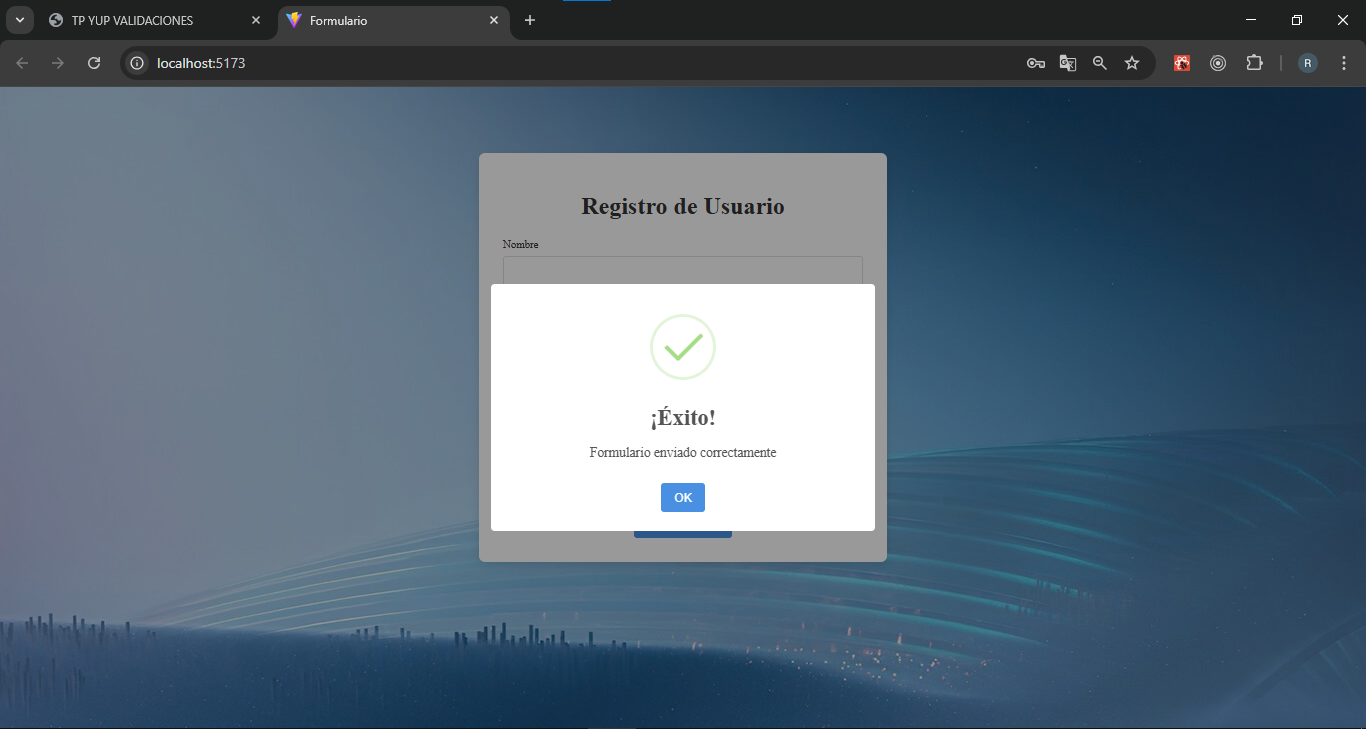 TP YUP VALIDACIONES
Formulario
localhost:5173
R
Registro de Usuario
Nombre
¡Éxito!
Formulario enviado correctamente
OK